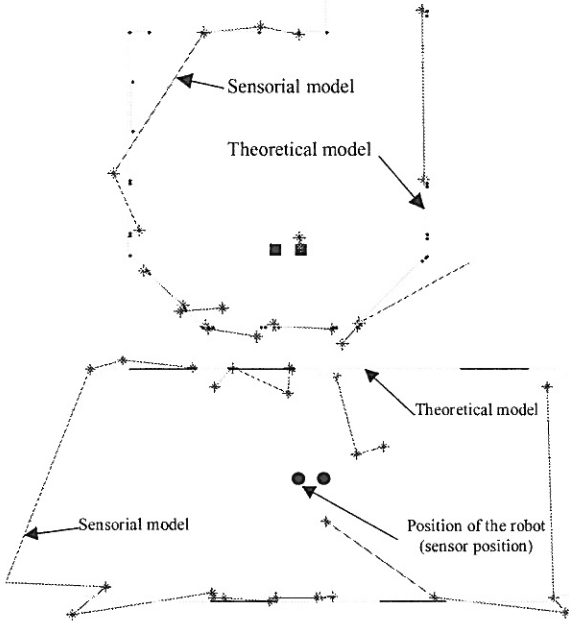 Sensorial model
Theoretical model
Theoretical model
Sensorial model
Position of the robot
(sensor position)